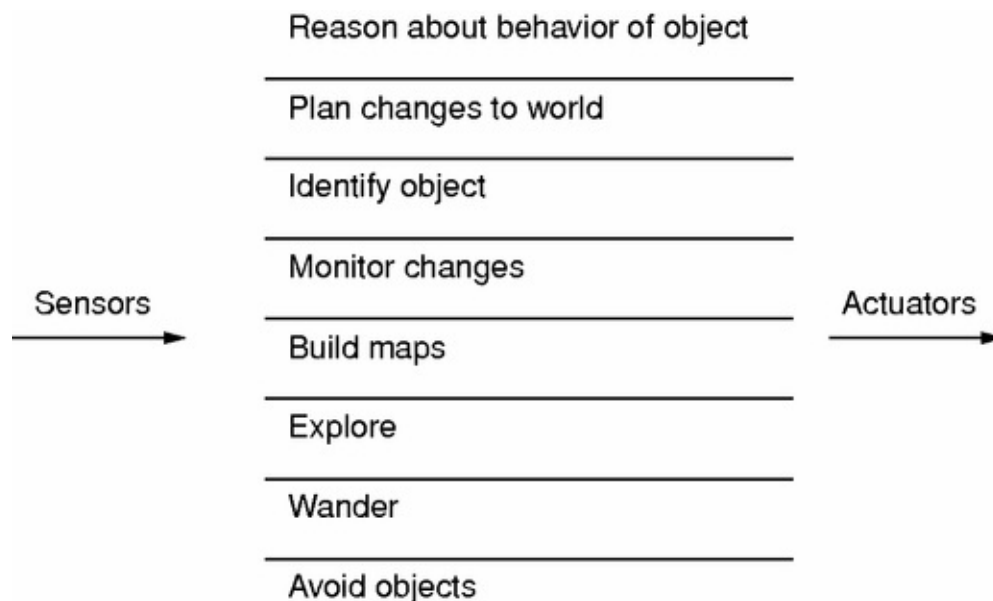 Reason about behavior of object
Plan changes to world
Identify object
Monitor changes
Sensors
Actuators
Build maps
Explore
Wander
Avoid objects